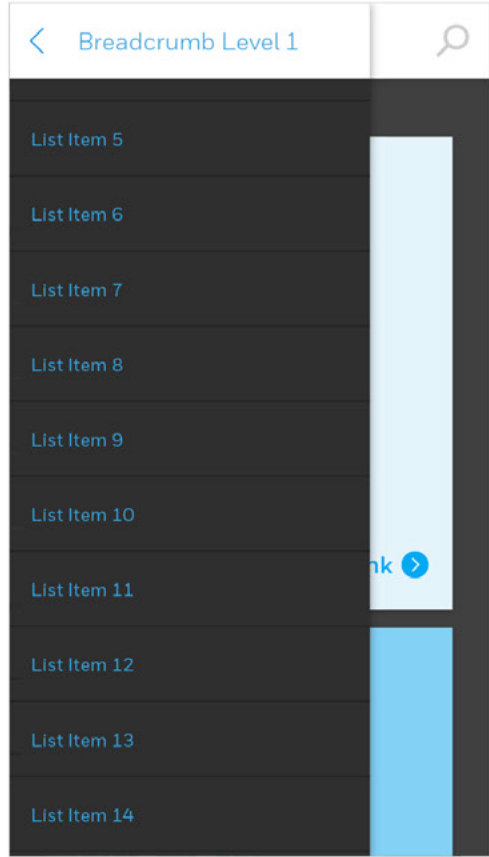 Breadcrumb Level 1
List Item 5
List Item 6
List Item 7
List Item 8
List Item 9
List Item 10
nk
List Item 11
List Item 12
List Item 13
List Item 14